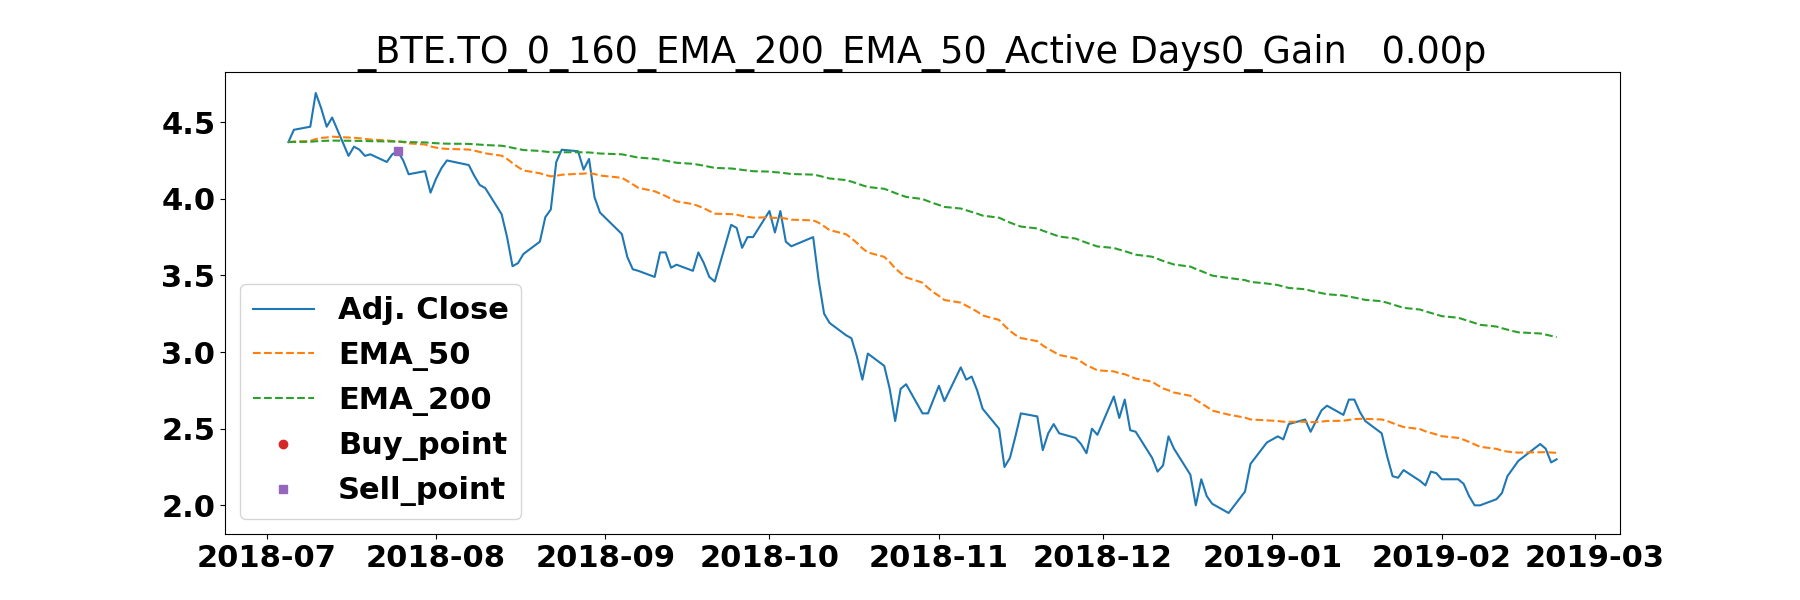 _BTE.TO_0_160_EMA_200_EMA_50_Active Days0_Gain   0.00p
4.5
4.0
3.5
3.0
2.5
2.0
Adj. Close
EMA_50
EMA_200
Buy_point
Sell_point
2018-07 2018-08 2018-09 2018-10 2018-11 2018-12 2019-01 2019-02 2019-03